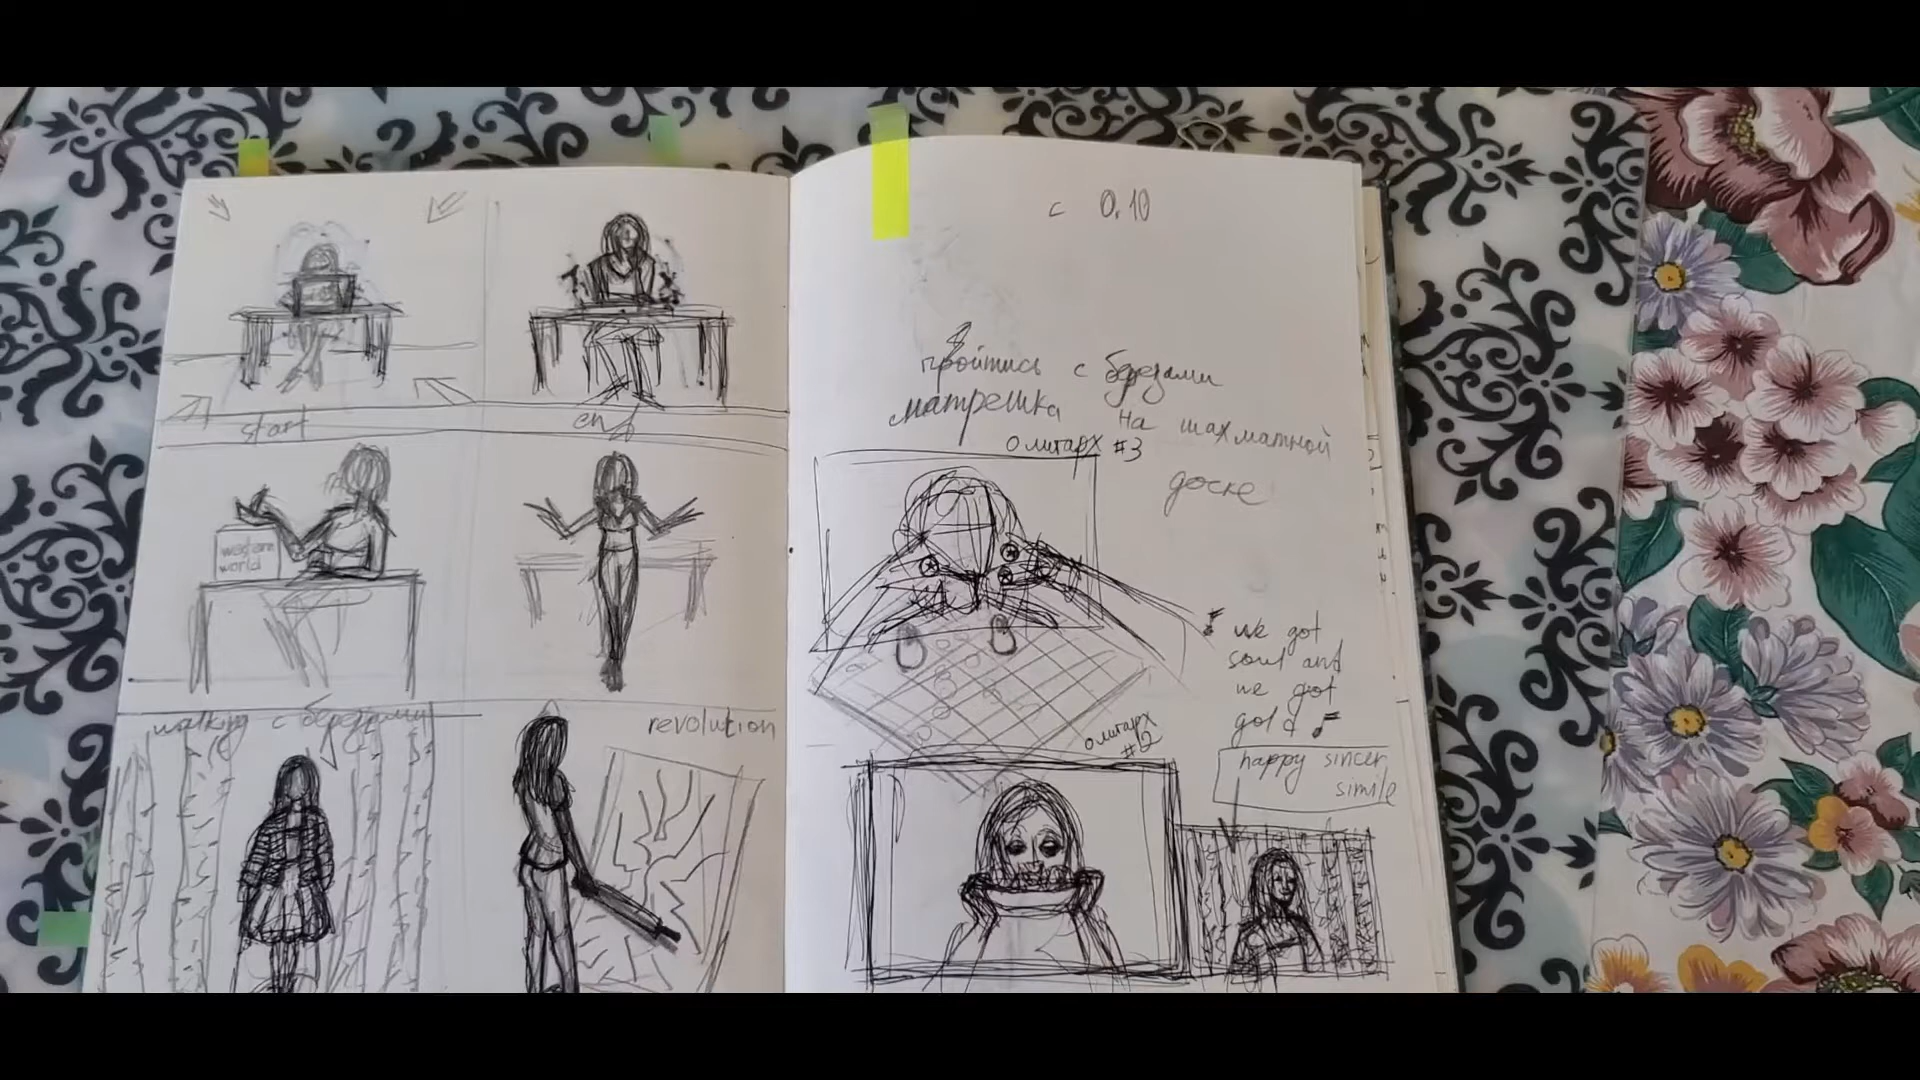 start
end
western
world
walking с березами
revolution
с 0.10
пройтись с березами
матрешка на шахматной
доске
олигарх #3
we got
soul and
we got
gold
олигарх
#2
happy sincer
simile